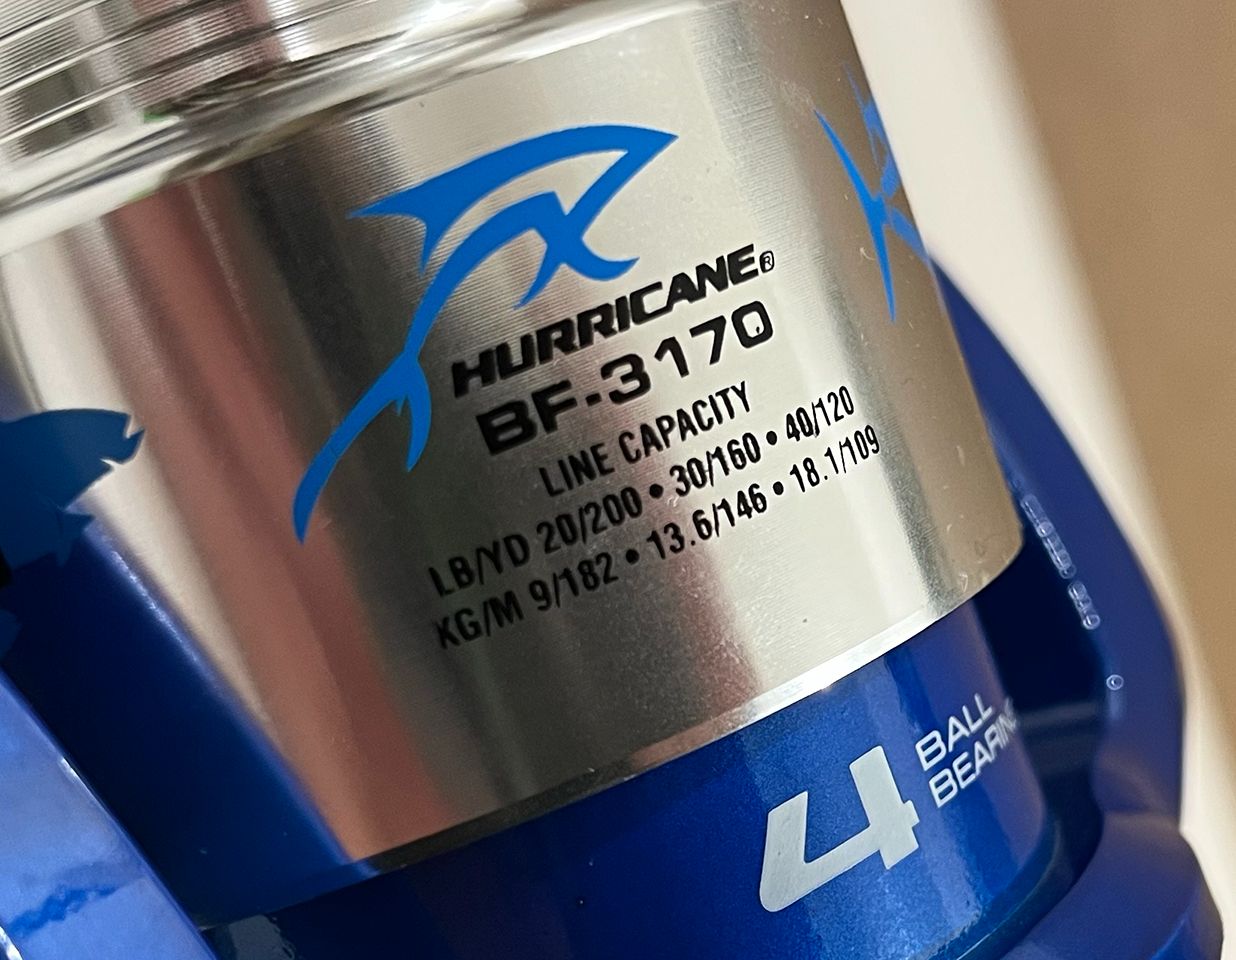 HURRICANE®
BF-3170
LINE CAPACITY
LB/YD 20/200 • 30/160 • 40/120
KG/M 9/182 • 13.6/146 • 18.1/109
4 BALL
BEARING